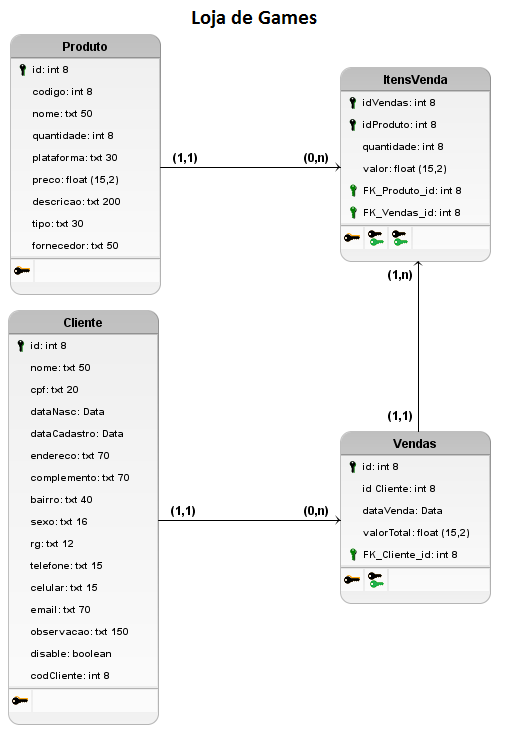 Loja de Games
Produto
id: int 8
codigo: int 8
nome: txt 50
quantidade: int 8
plataforma: txt 30
preco: float (15,2)
descricao: txt 200
tipo: txt 30
fornecedor: txt 50
(1,1)
(0,n)
ItensVenda
idVendas: int 8
idProduto: int 8
quantidade: int 8
valor: float (15,2)
FK_Produto_id: int 8
FK_Vendas_id: int 8
(1,n)
(1,1)
Cliente
id: int 8
nome: txt 50
cpf: txt 20
dataNasc: Data
dataCadastro: Data
endereco: txt 70
complemento: txt 70
bairro: txt 40
sexo: txt 16
rg: txt 12
telefone: txt 15
celular: txt 15
email: txt 70
observacao: txt 150
disable: boolean
codCliente: int 8
(1,1)
(0,n)
Vendas
id: int 8
id Cliente: int 8
dataVenda: Data
valorTotal: float (15,2)
FK_Cliente_id: int 8